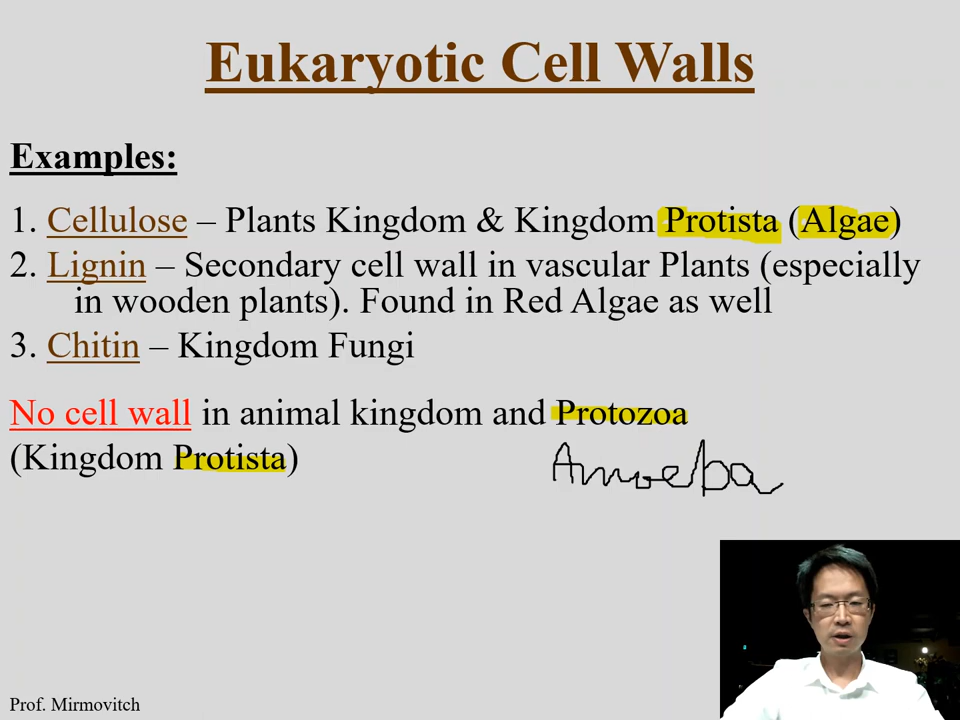 Eukaryotic Cell Walls
Examples:
1. Cellulose – Plants Kingdom & Kingdom Protista (Algae)
2. Lignin – Secondary cell wall in vascular Plants (especially
in wooden plants). Found in Red Algae as well
3. Chitin – Kingdom Fungi
No cell wall in animal kingdom and Protozoa
(Kingdom Protista)
Amoeba
Prof. Mirmovitch